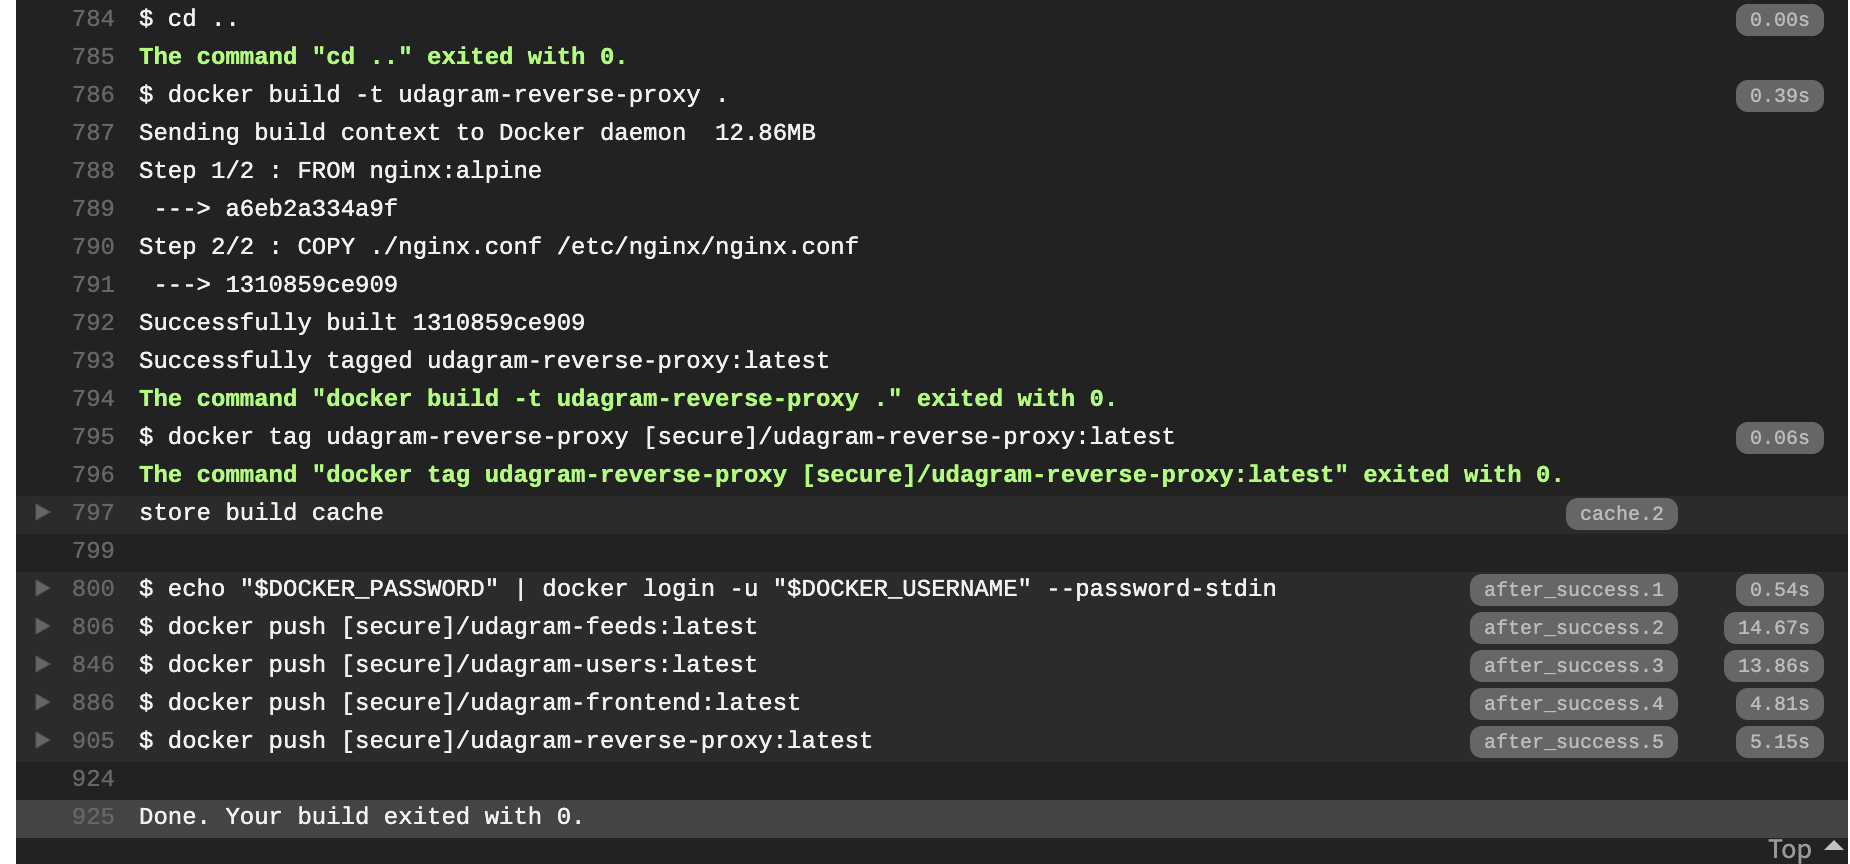 784 $ cd .. 0.00s
785 The command "cd .." exited with 0.
786 $ docker build -t udagram-reverse-proxy . 0.39s
787 Sending build context to Docker daemon  12.86MB
788 Step 1/2 : FROM nginx:alpine
789  ---> a6eb2a334a9f
790 Step 2/2 : COPY ./nginx.conf /etc/nginx/nginx.conf
791  ---> 1310859ce909
792 Successfully built 1310859ce909
793 Successfully tagged udagram-reverse-proxy:latest
794 The command "docker build -t udagram-reverse-proxy ." exited with 0.
795 $ docker tag udagram-reverse-proxy [secure]/udagram-reverse-proxy:latest 0.06s
796 The command "docker tag udagram-reverse-proxy [secure]/udagram-reverse-proxy:latest" exited with 0.
797 store build cache cache.2
799
800 $ echo "$DOCKER_PASSWORD" | docker login -u "$DOCKER_USERNAME" --password-stdin after_success.1 0.54s
806 $ docker push [secure]/udagram-feeds:latest after_success.2 14.67s
846 $ docker push [secure]/udagram-users:latest after_success.3 13.86s
886 $ docker push [secure]/udagram-frontend:latest after_success.4 4.81s
905 $ docker push [secure]/udagram-reverse-proxy:latest after_success.5 5.15s
924
925 Done. Your build exited with 0.
Top